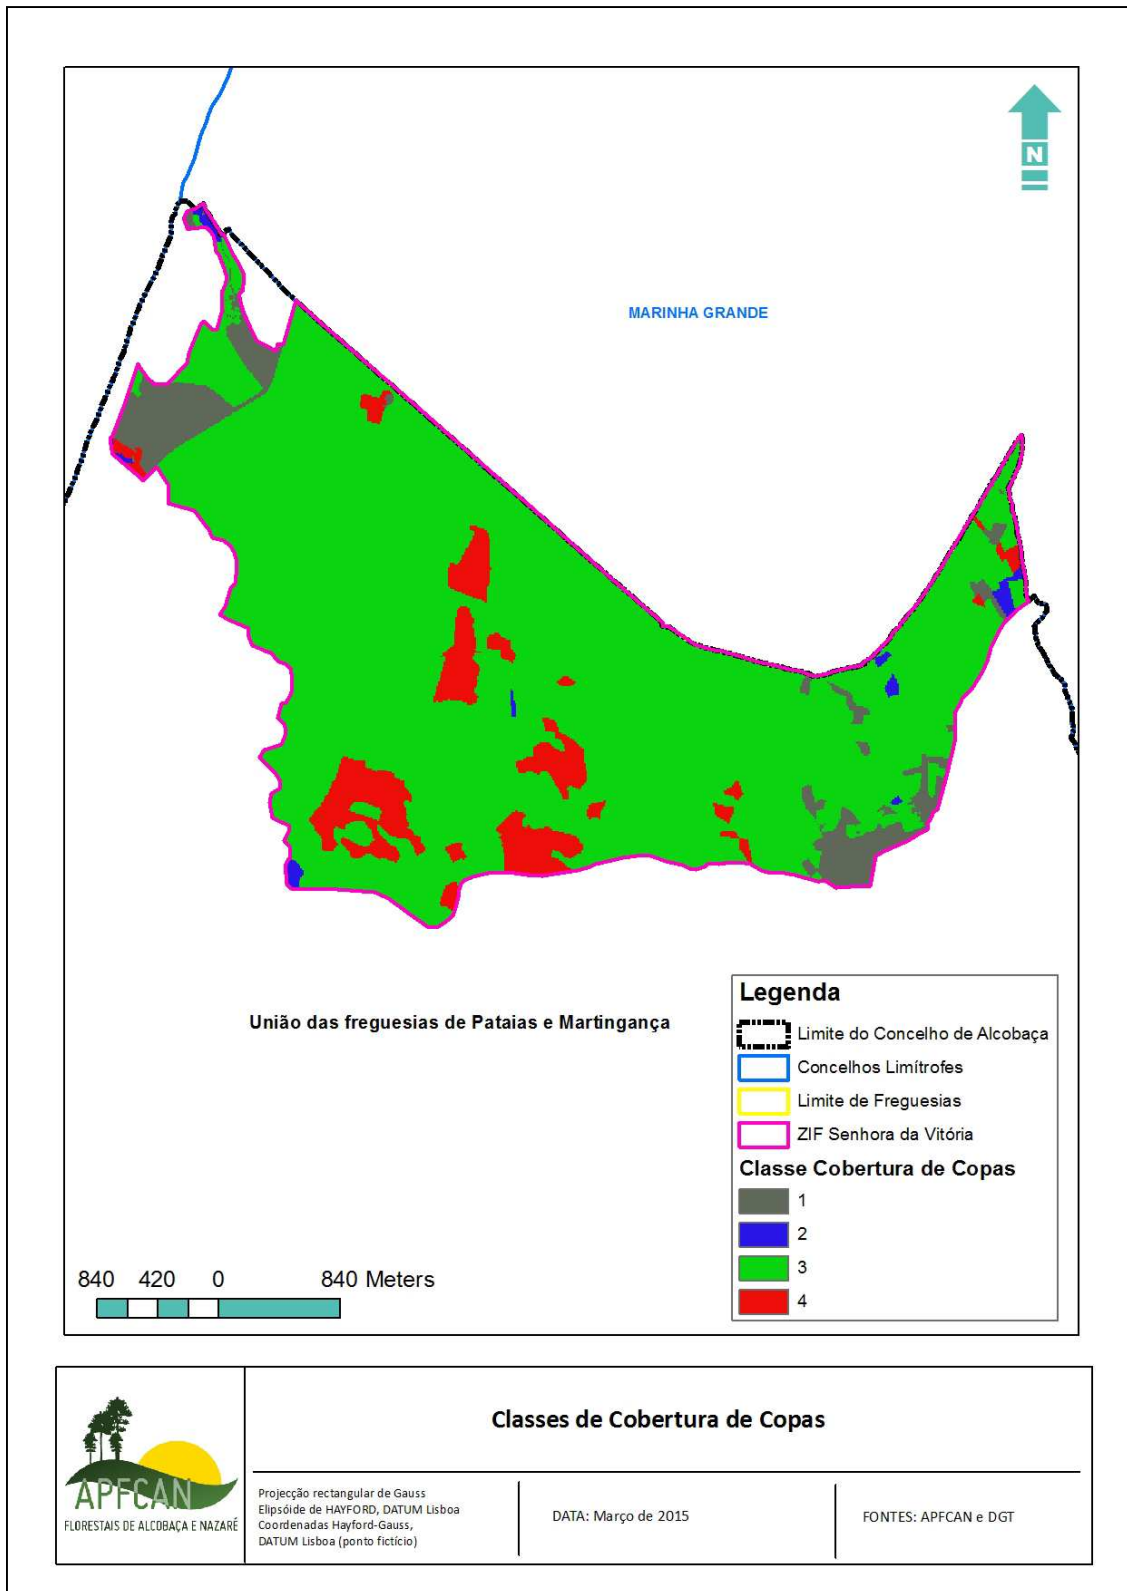 N
MARINHA GRANDE
União das freguesias de Pataias e Martingança
Legenda
Limite do Concelho de Alcobaça
Concelhos Limítrofes
Limite de Freguesias
ZIF Senhora da Vitória
Classe Cobertura de Copas
1
2
3
4
840 420 0 840 Meters
Classes de Cobertura de Copas
APFCAN
FLORESTAIS DE ALCOBAÇA E NAZARÉ
Projecção rectangular de Gauss
Elipsóide de HAYFORD, DATUM Lisboa
Coordenadas Hayford-Gauss,
DATUM Lisboa (ponto fictício)
DATA: Março de 2015
FONTES: APFCAN e DGT